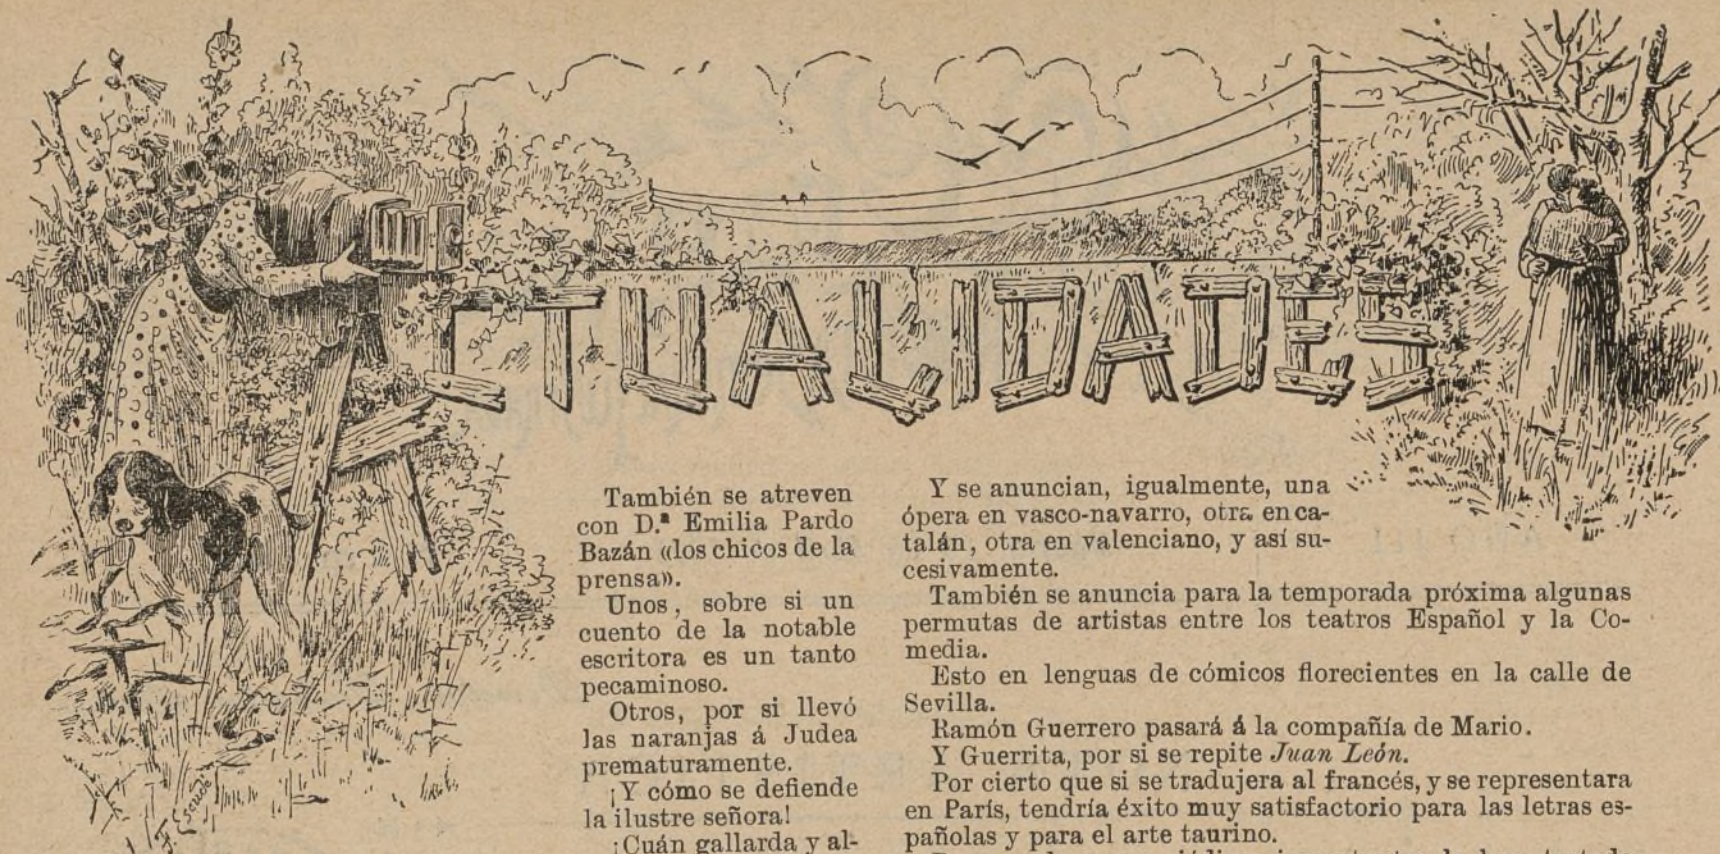 CTUALIDADES
También se atreven
con D.ª Emilia Pardo
Bazán «los chicos de la
prensa».
Unos, sobre si un
cuento de la notable
escritora es un tanto
pecaminoso.
Otros, por si llevó
las naranjas á Judea
prematuramente.
¡Y cómo se defiende
la ilustre señora!
¡Cuán gallarda y al-
Y se anuncian, igualmente, una
ópera en vasco-navarro, otra en ca-
talán, otra en valenciano, y así su-
cesivamente.
También se anuncia para la temporada próxima algunas
permutas de artistas entre los teatros Español y la Co-
media.
Esto en lenguas de cómicos florecientes en la calle de
Sevilla.
Ramón Guerrero pasará á la compañía de Mario.
Y Guerrita, por si se repite Juan León.
Por cierto que si se tradujera al francés, y se representara
en París, tendría éxito muy satisfactorio para las letras es-
pañolas y para el arte taurino.